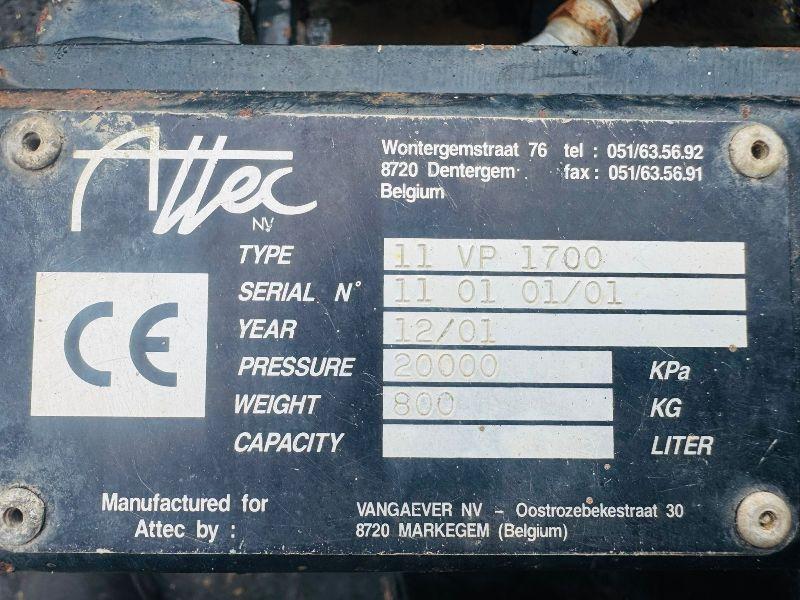 Attec NV
Wontergemstraat 76 tel : 051/63.56.92
8720 Dentergem fax : 051/63.56.91
Belgium
CE
TYPE 11 VP 1700
SERIAL N° 11 01 01/01
YEAR 12/01
PRESSURE 20000 KPa
WEIGHT 800 KG
CAPACITY LITER
Manufactured for
Attec by :
VANGAEVER NV – Oostrozebekestraat 30
8720 MARKEGEM (Belgium)